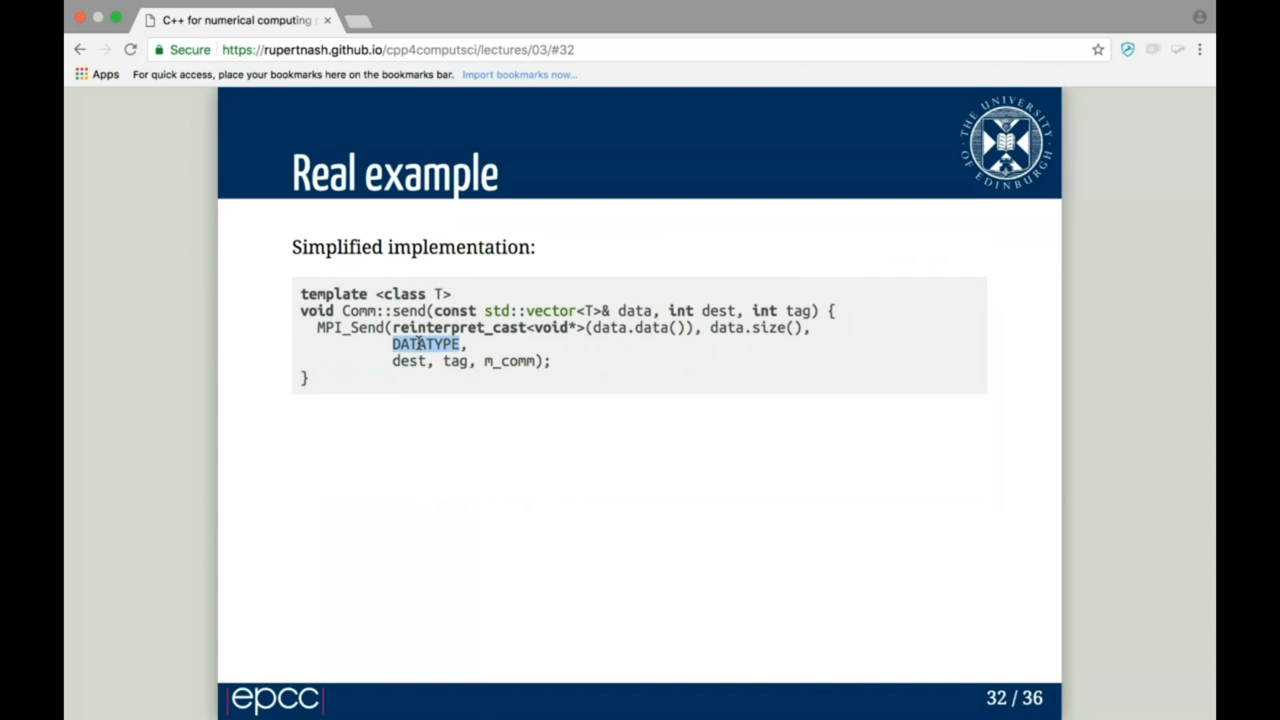 C++ for numerical computing
Secure https://rupertnash.github.io/cpp4computsci/lectures/03/#32
Apps For quick access, place your bookmarks here on the bookmarks bar. Import bookmarks now...
THE UNIVERSITY OF EDINBURGH
Real example
Simplified implementation:
template <class T>
void Comm::send(const std::vector<T>& data, int dest, int tag) {
MPI_Send(reinterpret_cast<void*>(data.data()), data.size(),
DATATYPE,
dest, tag, m_comm);
}
|epcc|
32 / 36